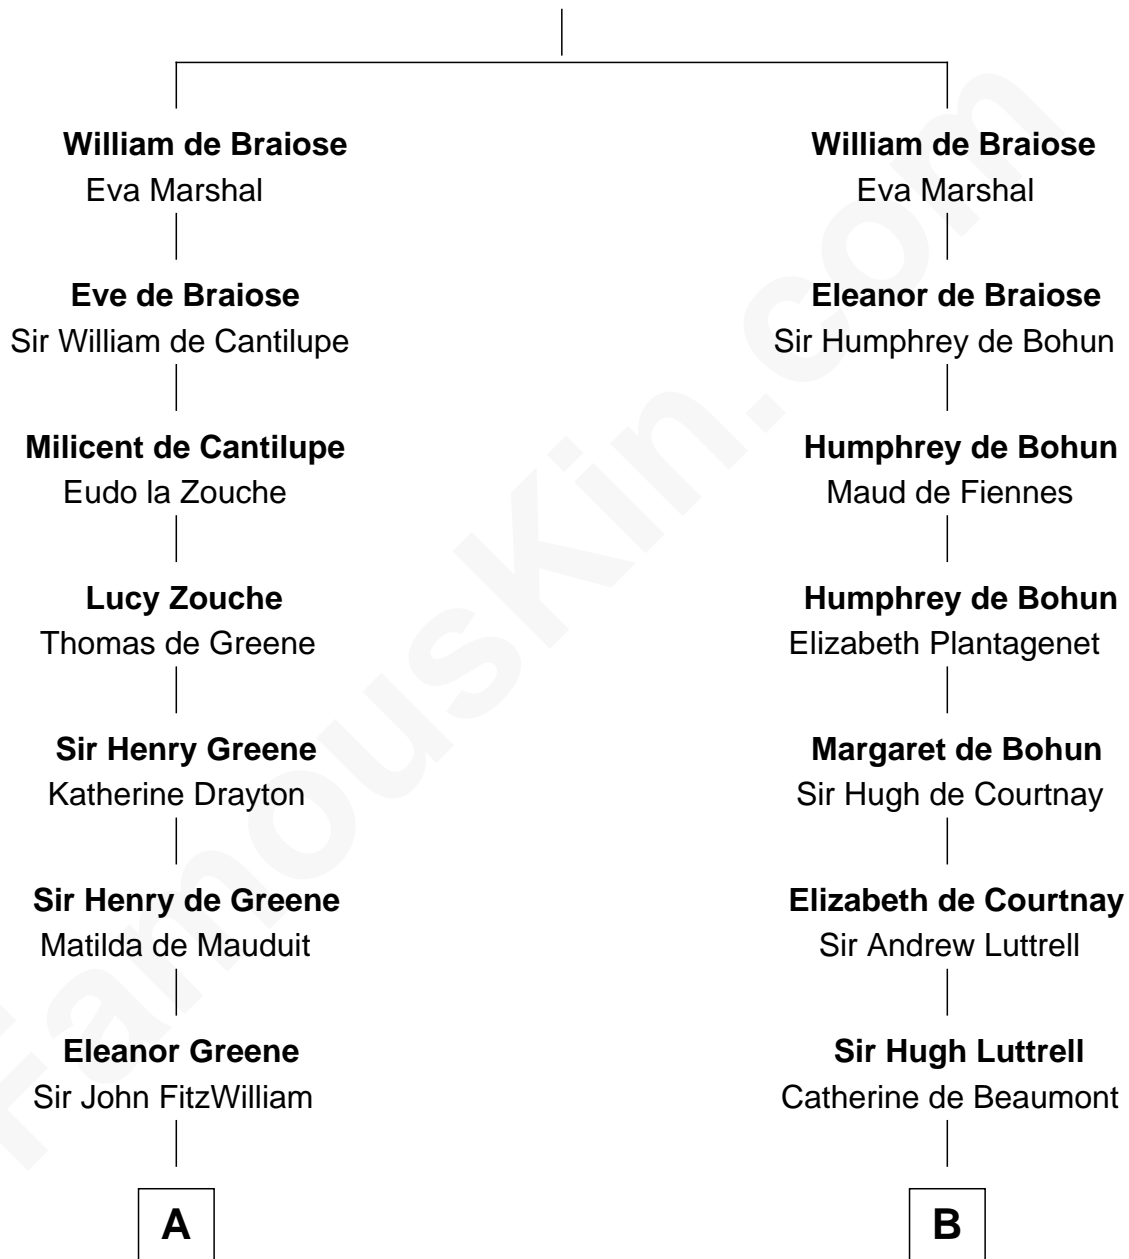 William de Braiose
Eva Marshal
Eve de Braiose
Sir William de Cantilupe
Milicent de Cantilupe
Eudo la Zouche
Lucy Zouche
Thomas de Greene
Sir Henry Greene
Katherine Drayton
Sir Henry de Greene
Matilda de Mauduit
Eleanor Greene
Sir John FitzWilliam
A
William de Braiose
Eva Marshal
Eleanor de Braiose
Sir Humphrey de Bohun
Humphrey de Bohun
Maud de Fiennes
Humphrey de Bohun
Elizabeth Plantagenet
Margaret de Bohun
Sir Hugh de Courtnay
Elizabeth de Courtnay
Sir Andrew Luttrell
Sir Hugh Luttrell
Catherine de Beaumont
B
FamousKin.com